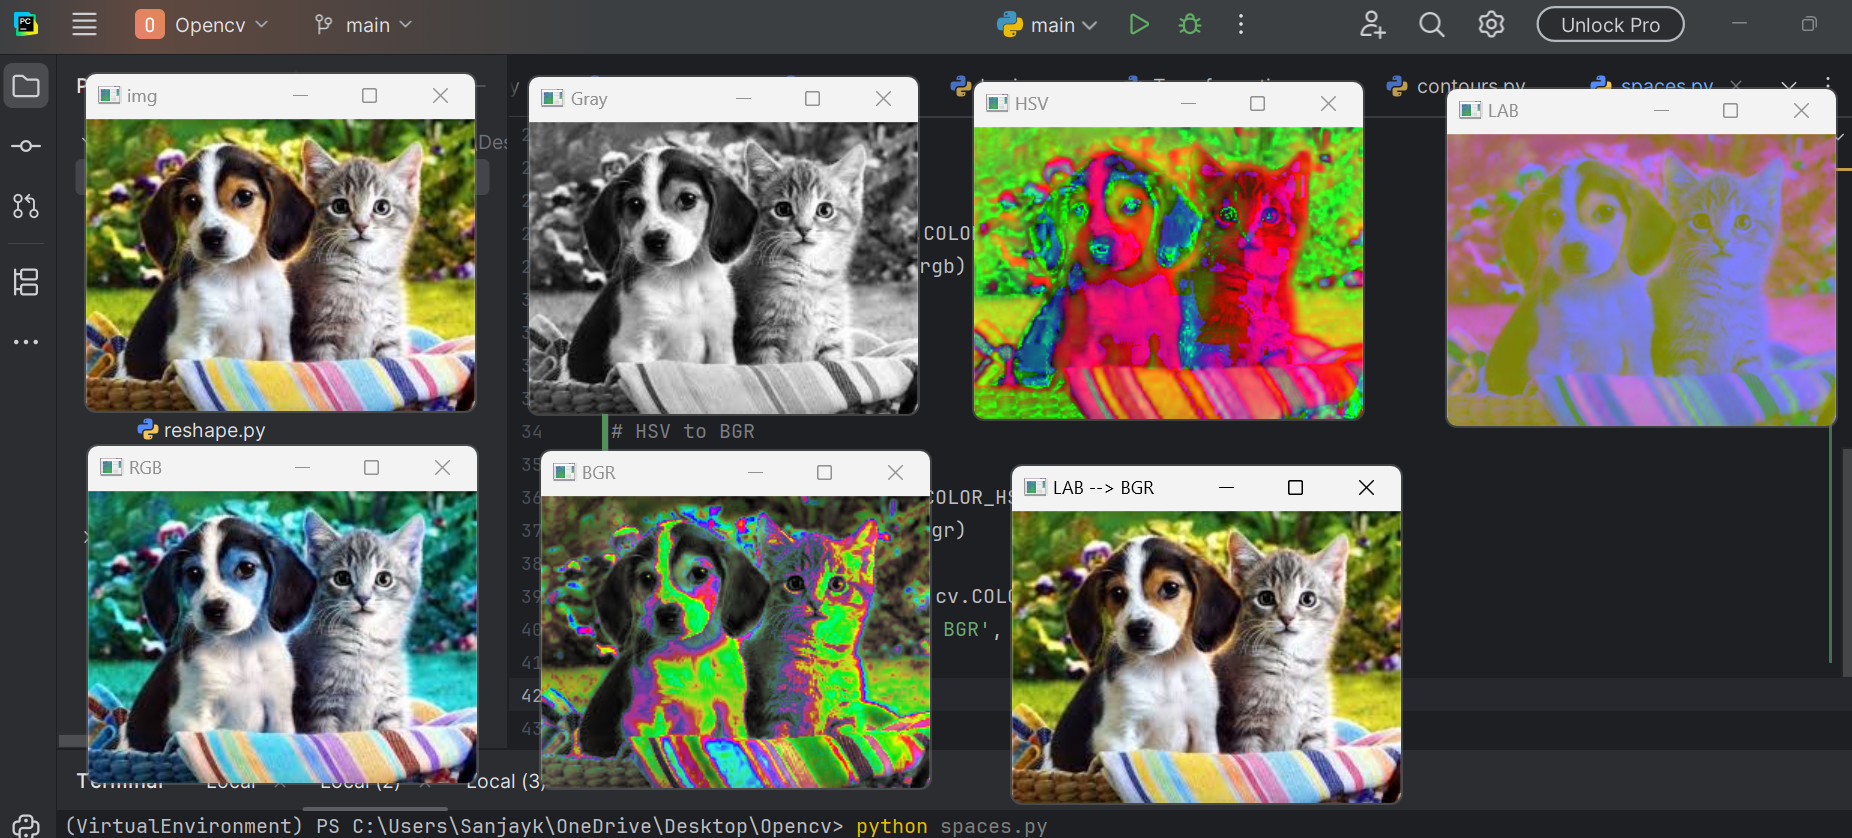 PC
O Opencv main
main
Unlock Pro
contours.py spaces.py
img
Gray
HSV
LAB
Des
COLO
rgb)
reshape.py
34 # HSV to BGR
RGB
BGR
LAB --> BGR
35
36 COLOR_HS
37 gr)
38
39 cv.COLO
40 BGR',
41
42
43
Terminal Local Local (2) Local (3)
(VirtualEnvironment) PS C:\Users\Sanjayk\OneDrive\Desktop\Opencv> python spaces.py